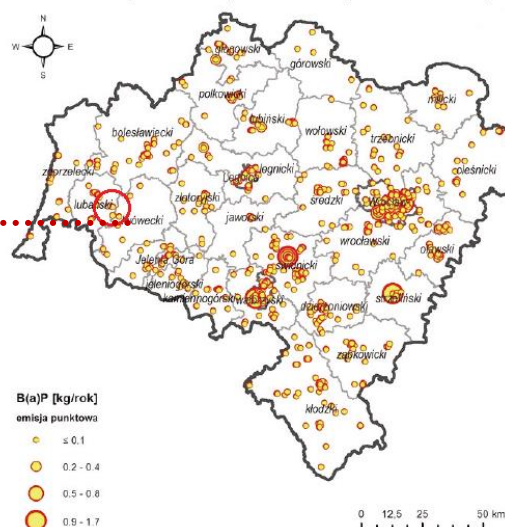 N
W E
S
głogowski
górowski
polkowicki
milicki
lubiński
bolesławiecki
wołowski
trzebnicki
oleśnicki
zgorzelecki
Legnica
legnicki
lubański
złotoryjski
średzki
Wrocław
lwówecki
jaworski
wrocławski
oławski
Jelenia Góra
świdnicki
jeleniogórski
kamiennogórski
wałbrzyski
dzierżoniowski
strzeliński
ząbkowicki
kłodzki
B(a)P [kg/rok]
emisja punktowa
≤ 0.1
0.2 - 0.4
0.5 - 0.8
0.9 - 1.7
0 12,5 25 50 km